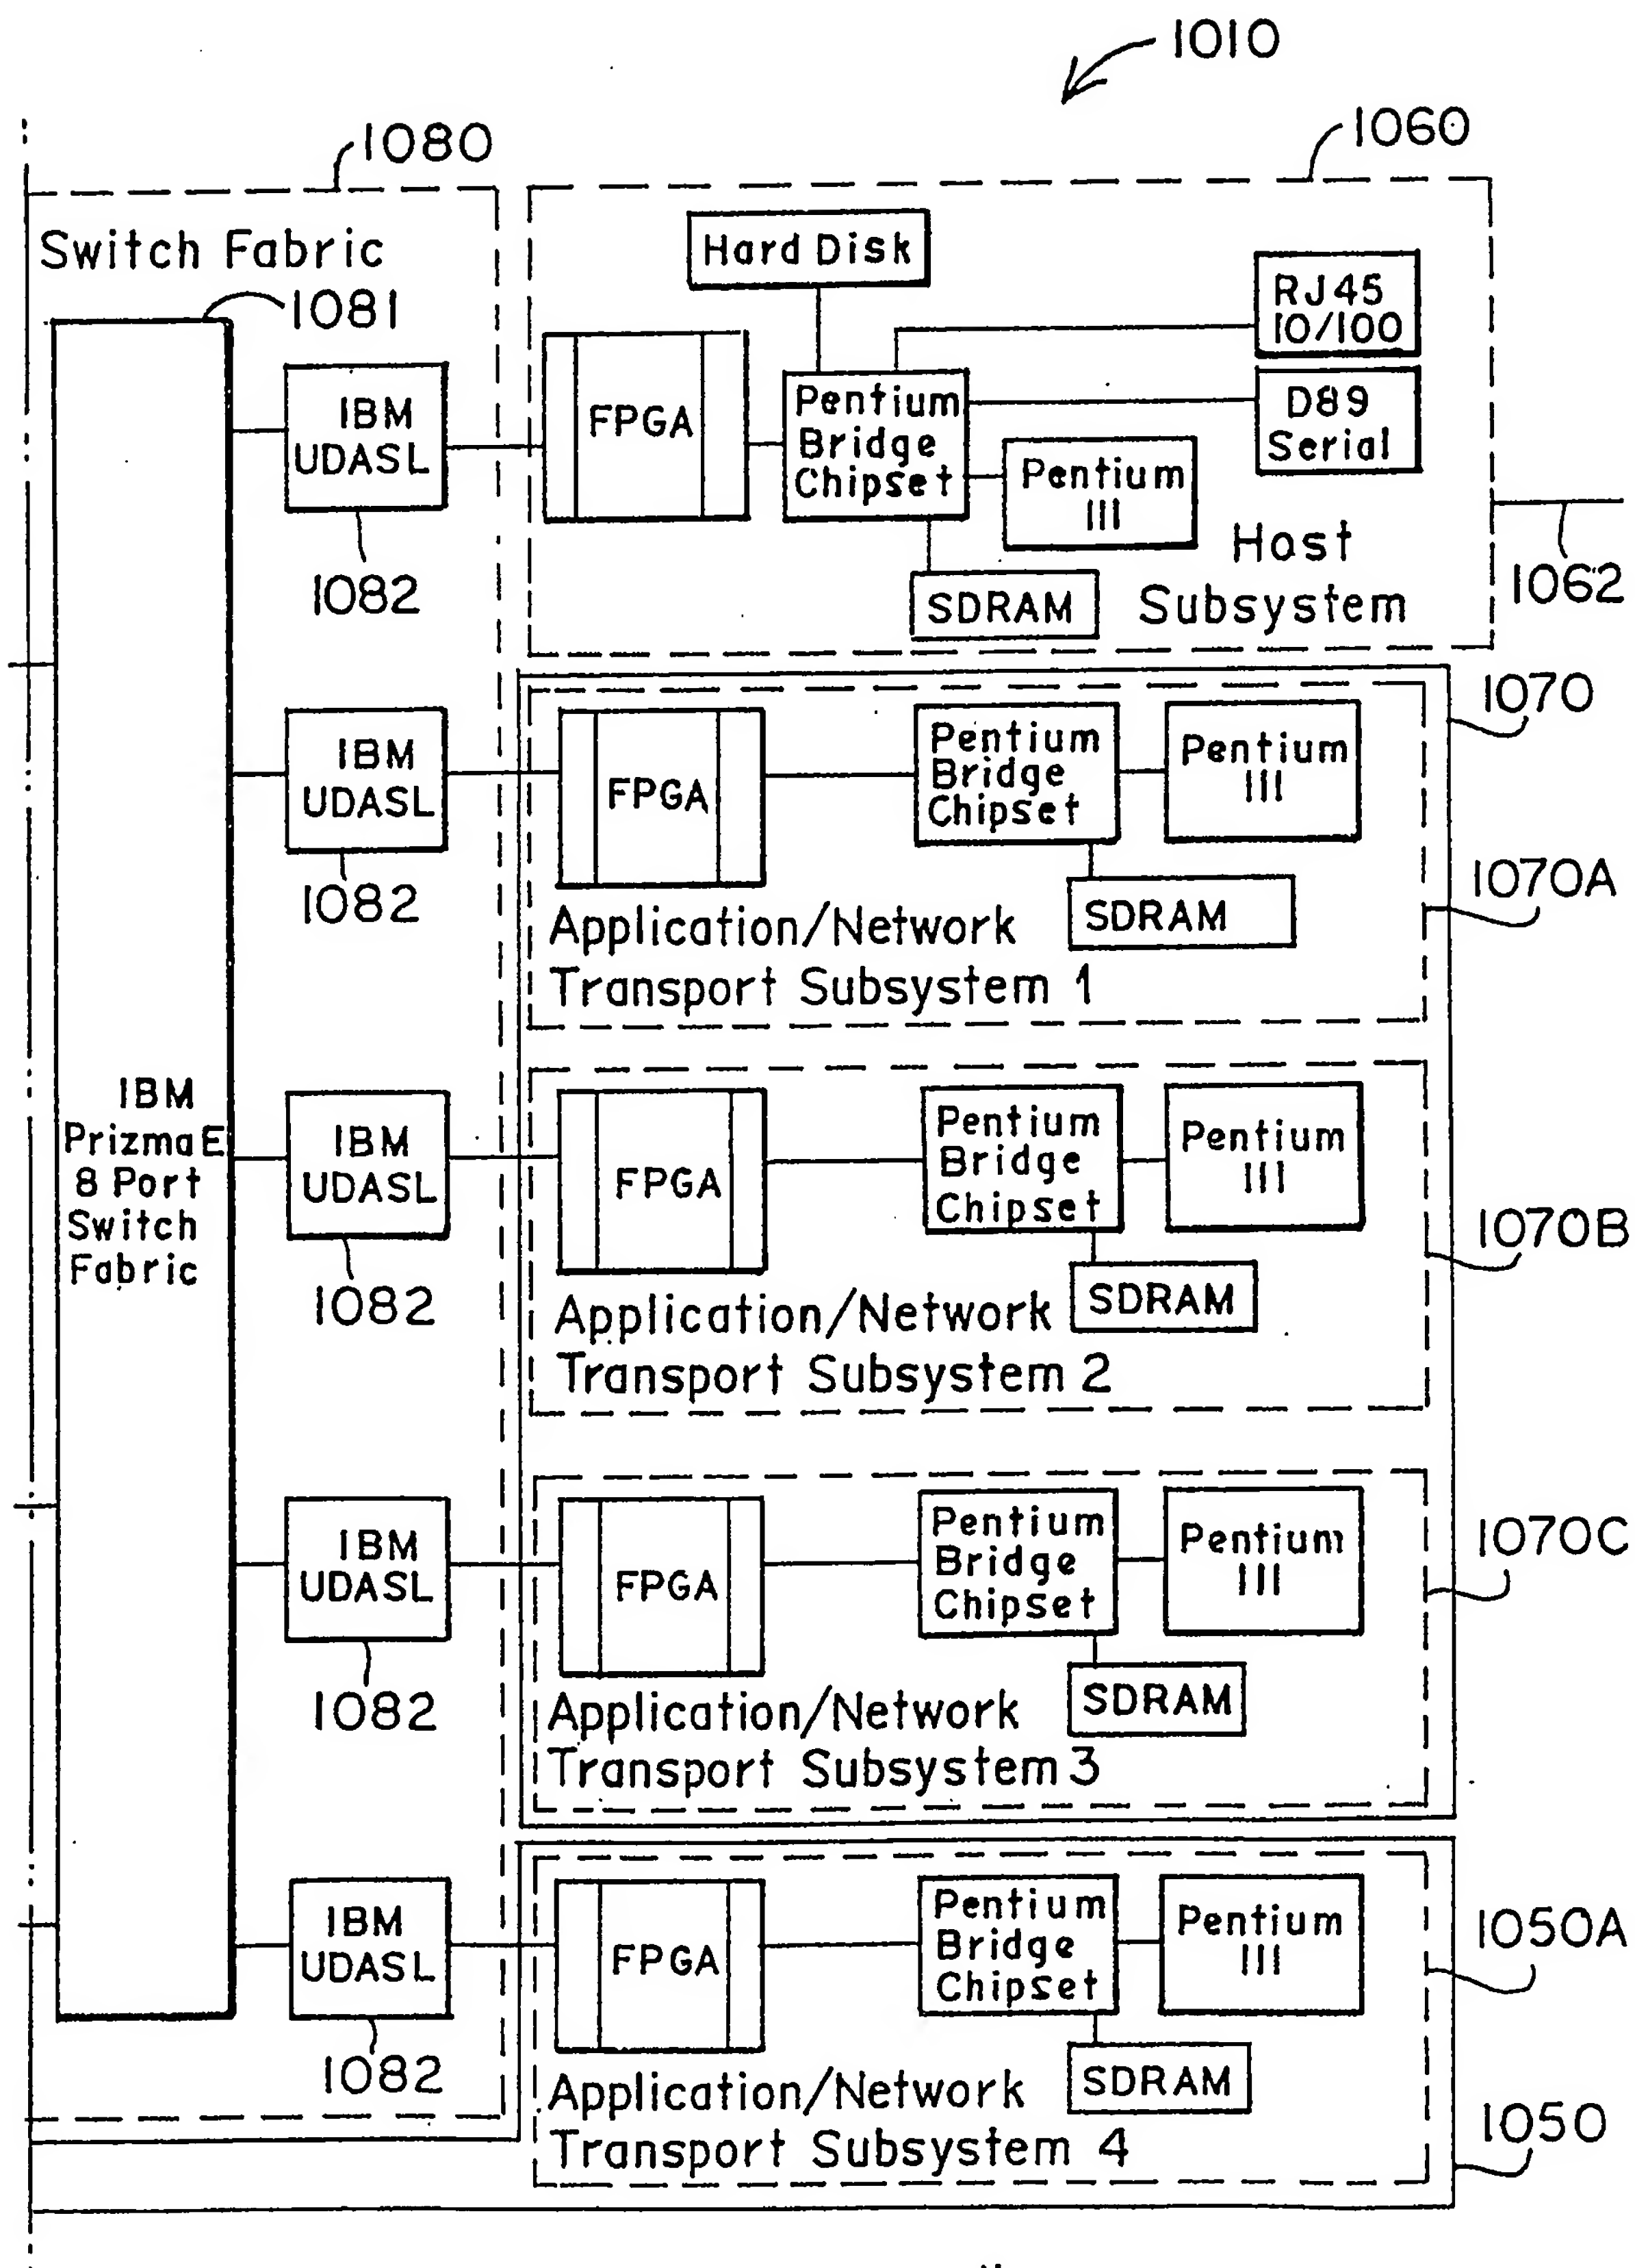 1010
1080
1060
Switch Fabric
1081
Hard Disk
RJ45
10/100
IBM
UDASL
1082
FPGA
Pentium
Bridge
Chipset
D89
Serial
Pentium
III
SDRAM
Host
Subsystem
1062
1070
IBM
UDASL
1082
FPGA
Pentium
Bridge
Chipset
Pentium
III
SDRAM
1070A
Application/Network
Transport Subsystem 1
IBM
PrizmaE
8 Port
Switch
Fabric
IBM
UDASL
1082
FPGA
Pentium
Bridge
Chipset
Pentium
III
SDRAM
1070B
Application/Network
Transport Subsystem 2
IBM
UDASL
1082
FPGA
Pentium
Bridge
Chipset
Pentium
III
SDRAM
1070C
Application/Network
Transport Subsystem 3
IBM
UDASL
1082
FPGA
Pentium
Bridge
Chipset
Pentium
III
SDRAM
1050A
Application/Network
Transport Subsystem 4
1050